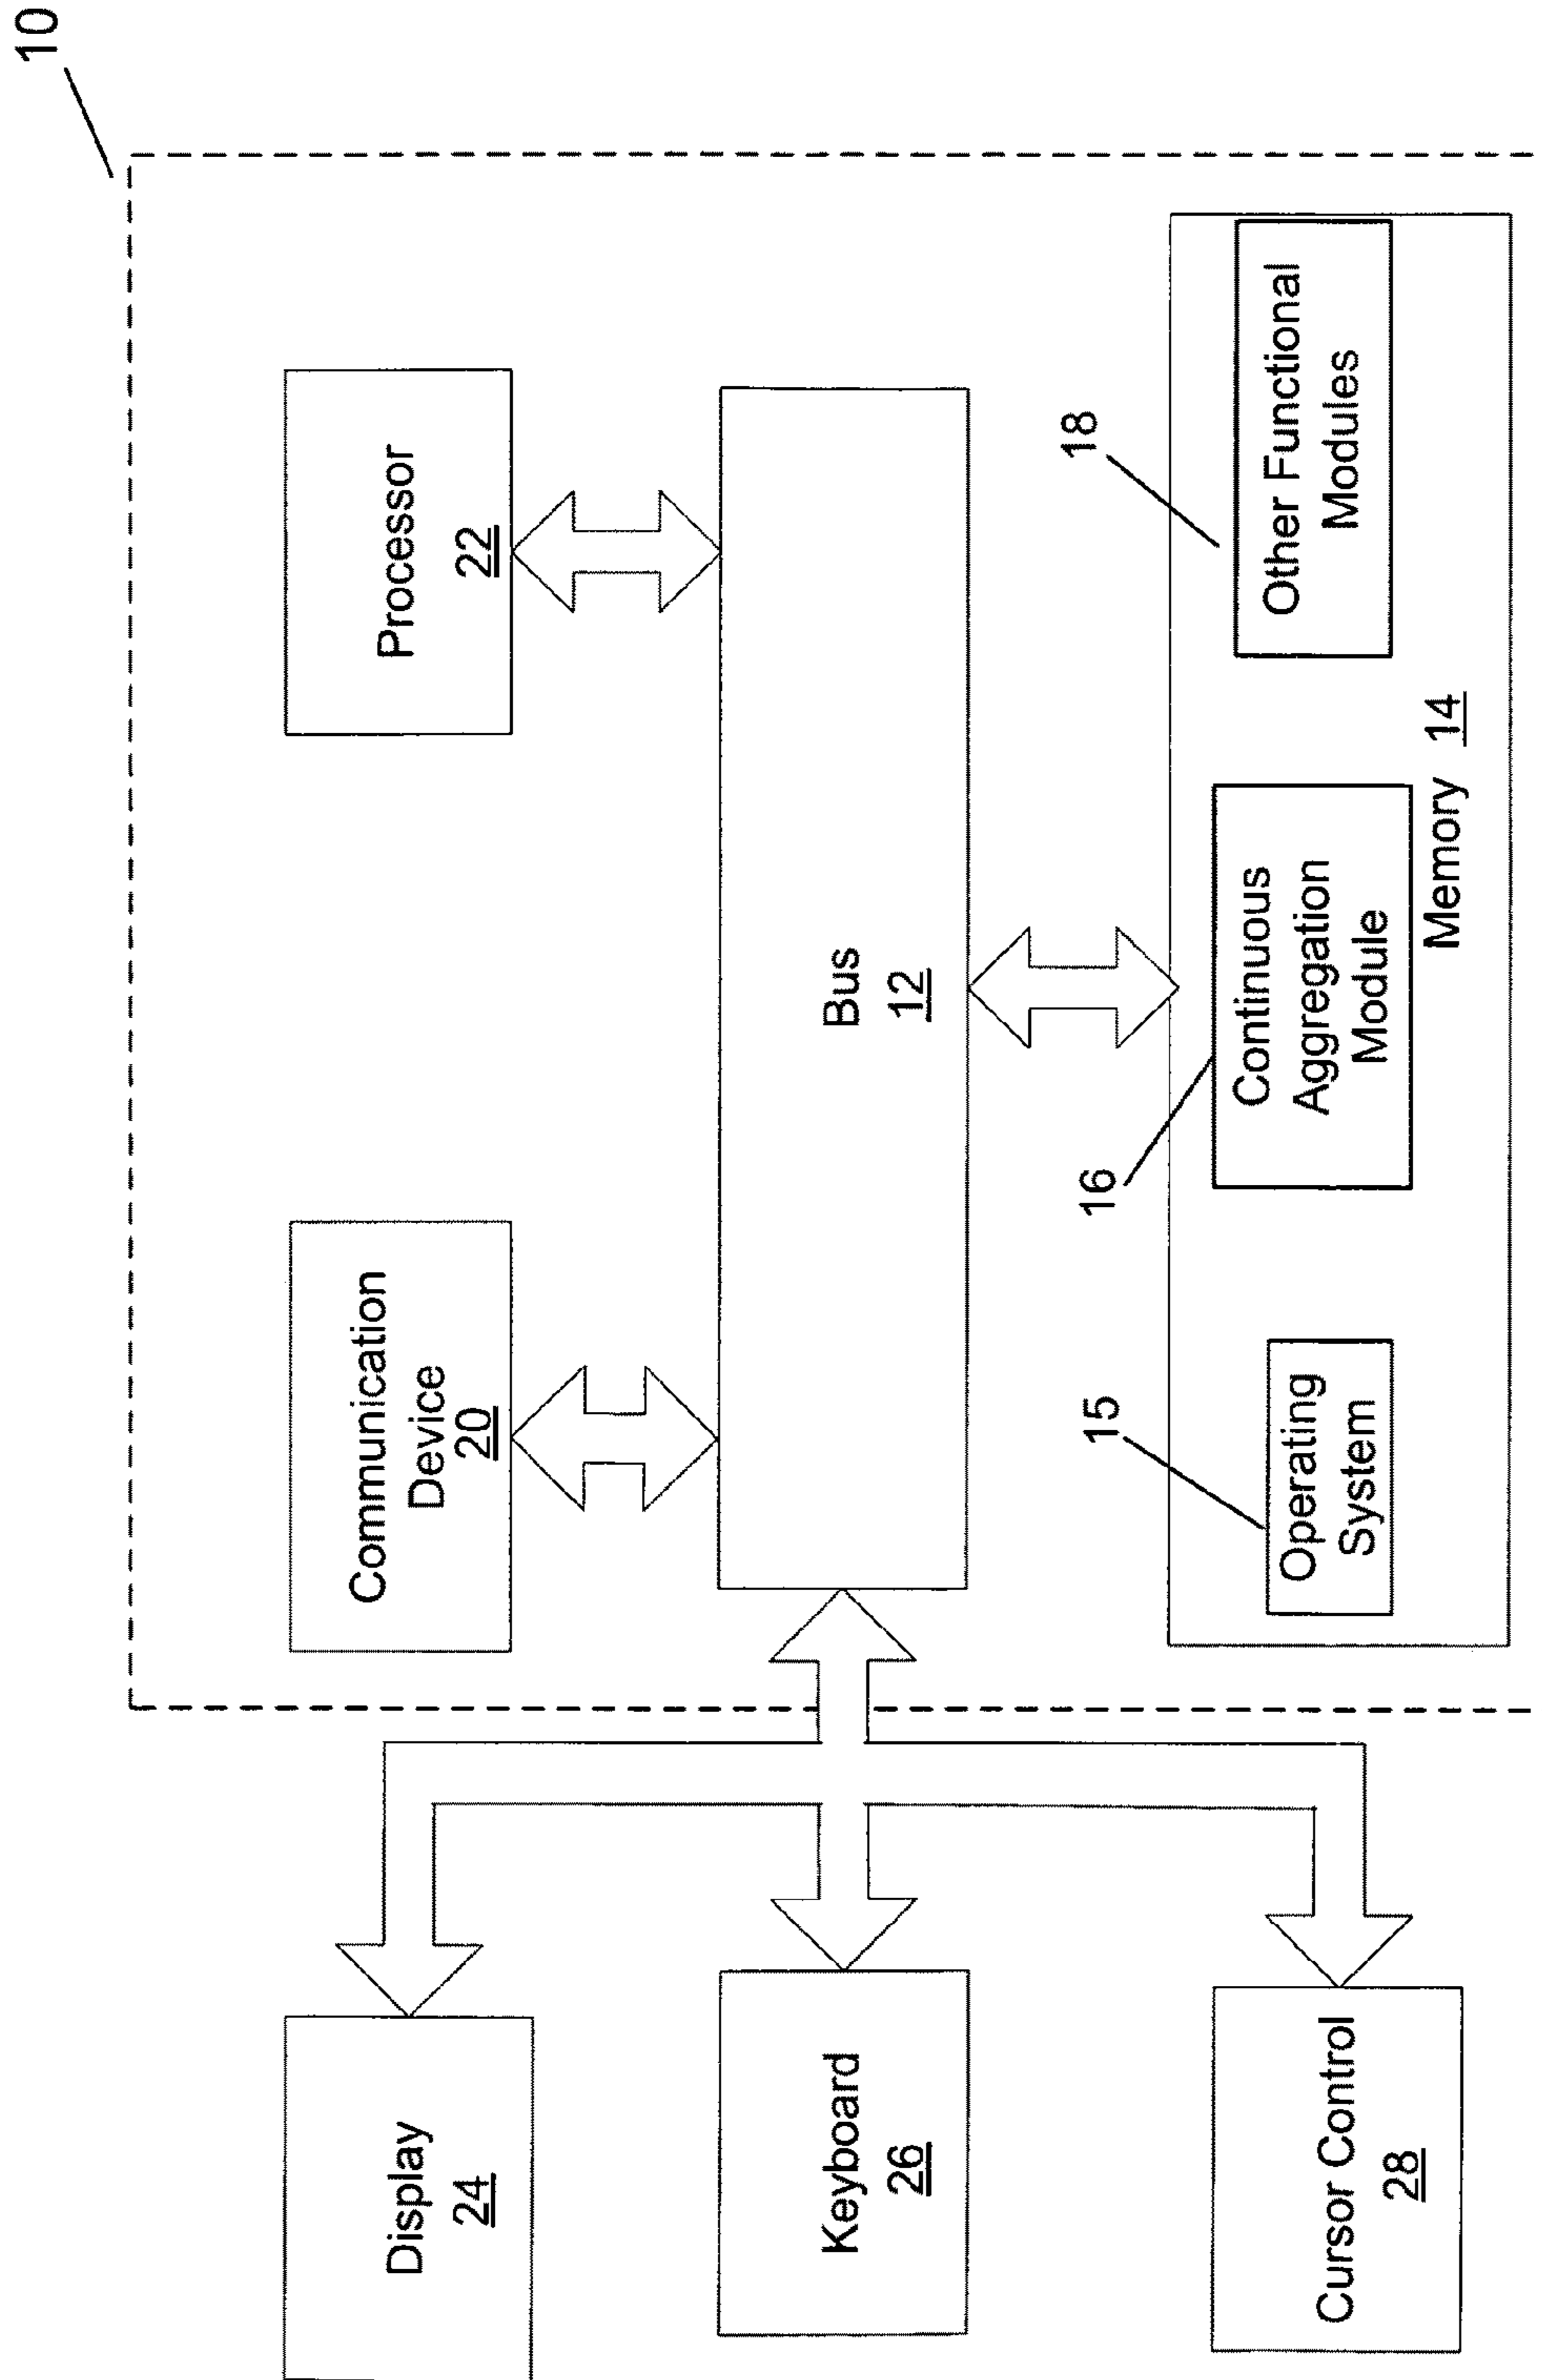 10
Display
24
Communication
Device
20
Processor
22
Keyboard
26
Bus
12
Cursor Control
28
15
16
18
Operating
System
Continuous
Aggregation
Module
Other Functional
Modules
Memory 14